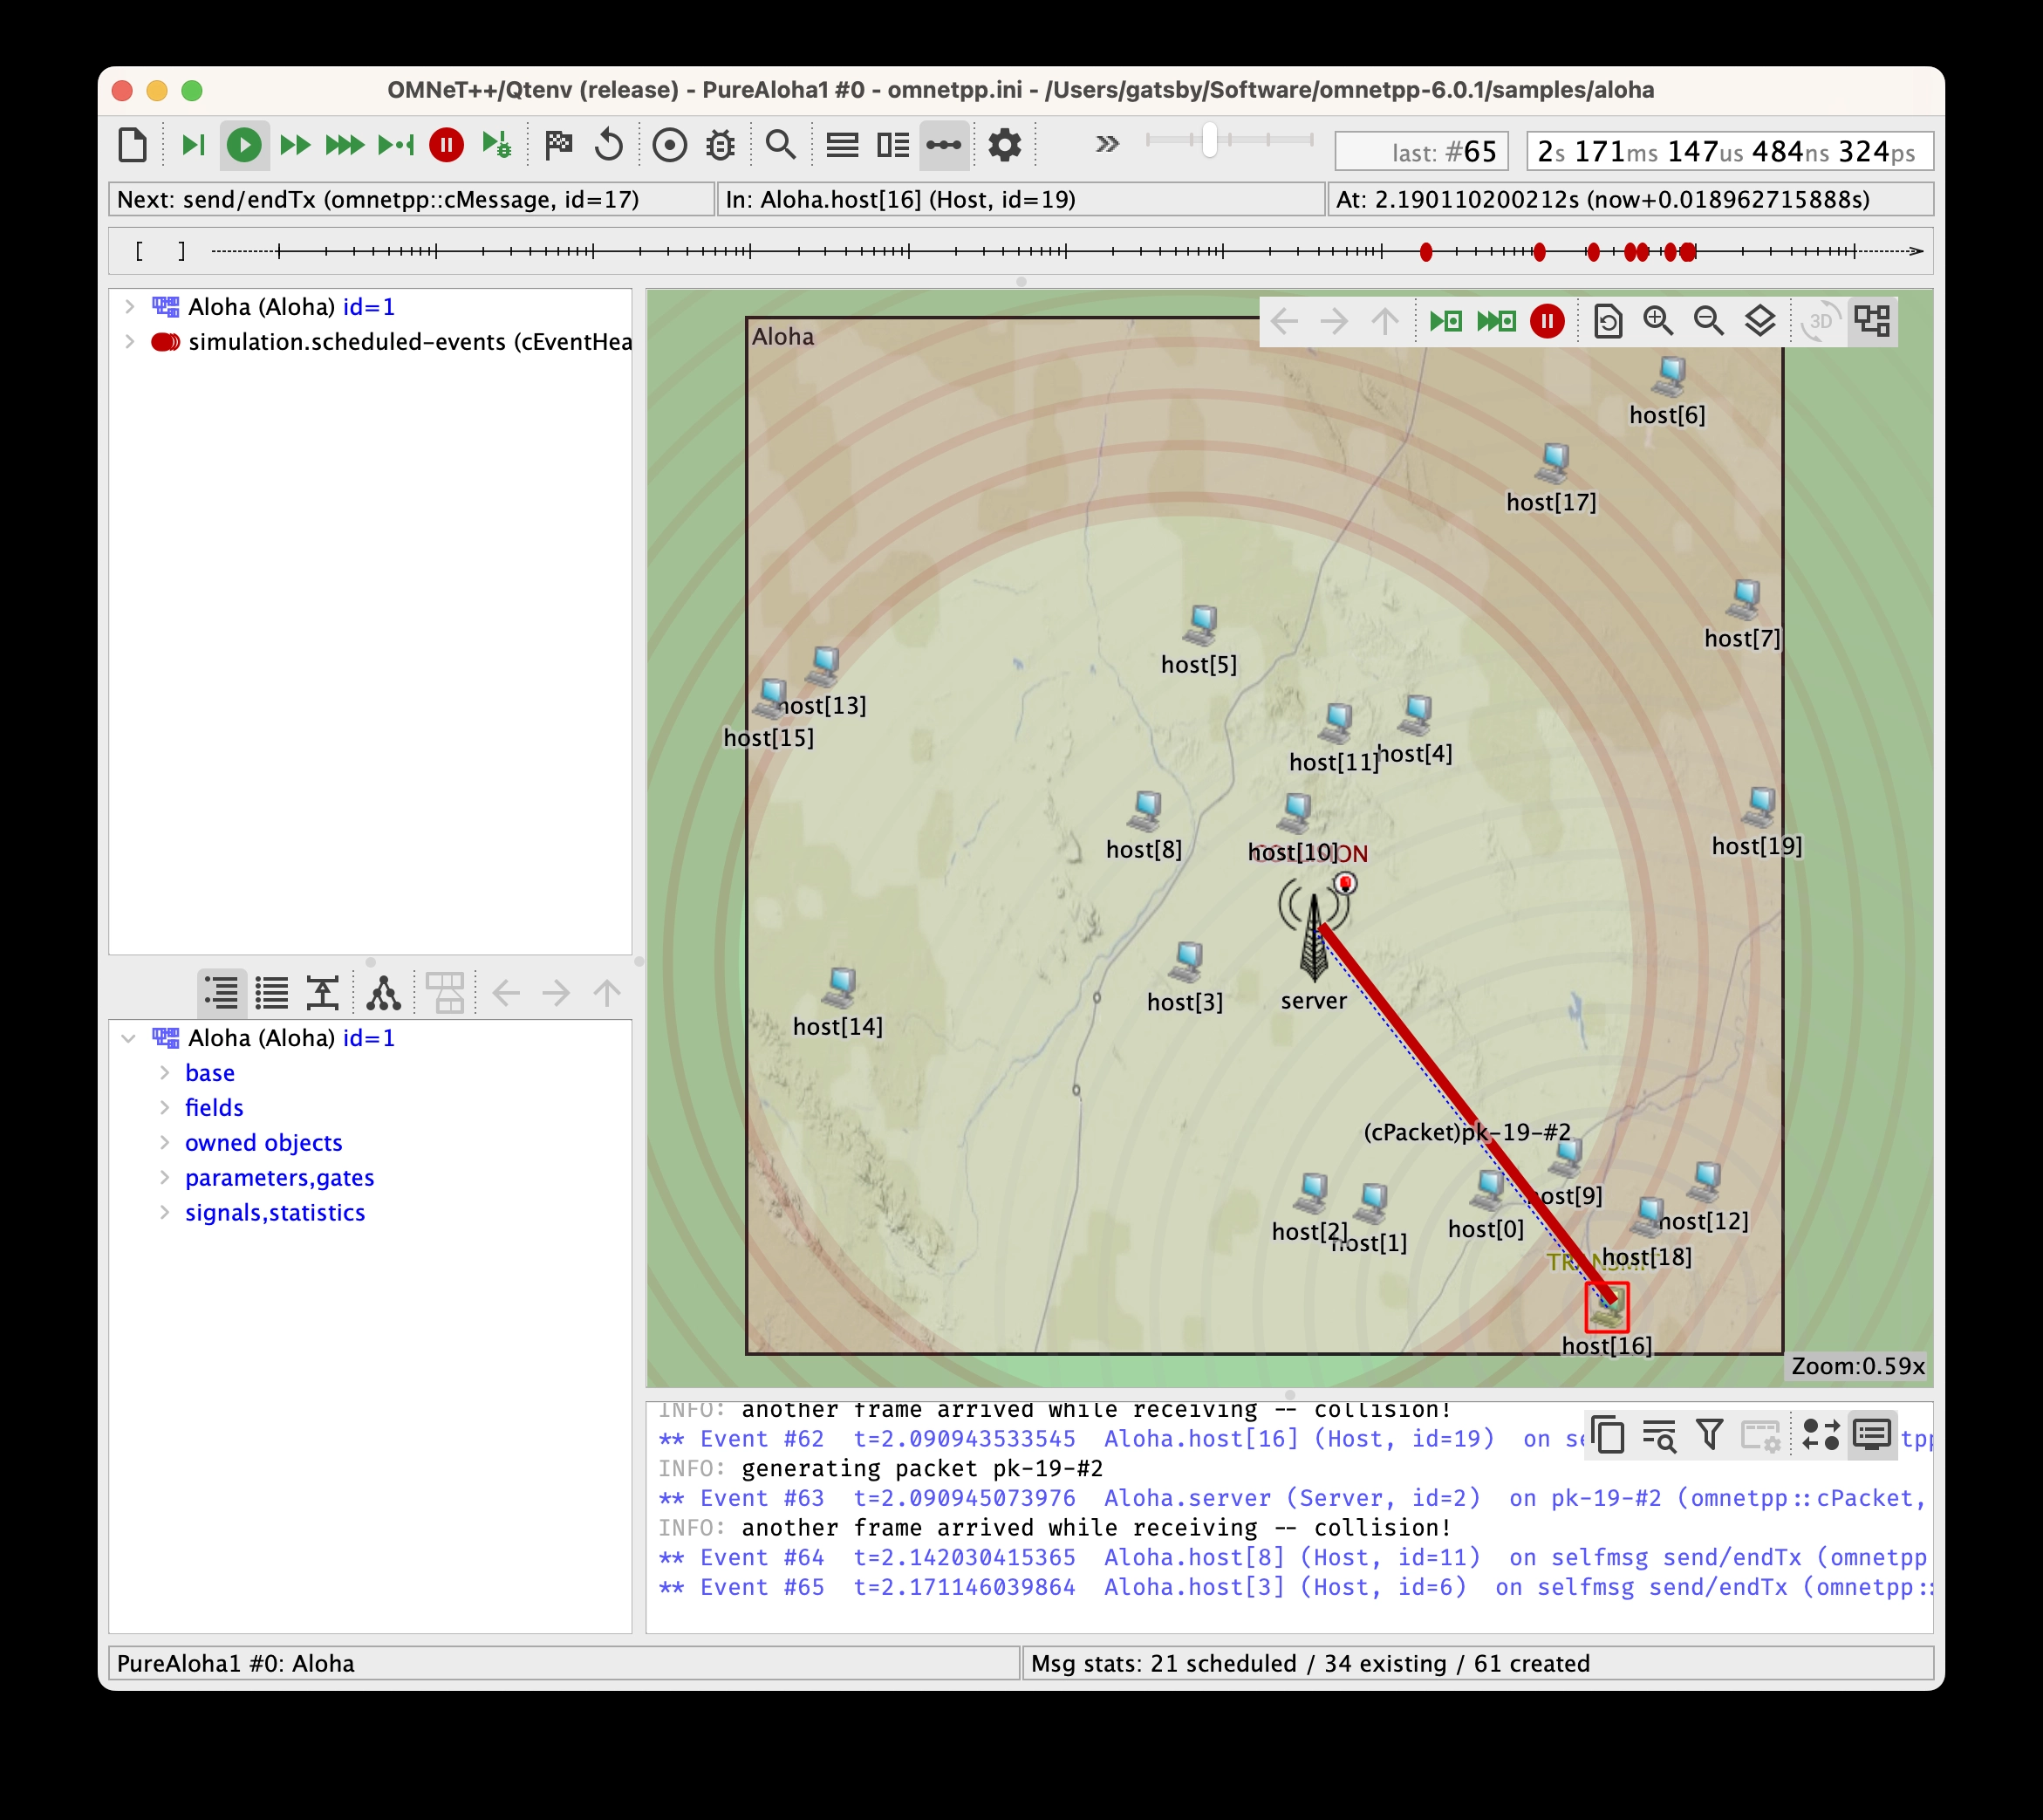 OMNeT++/Qtenv (release) - PureAloha1 #0 - omnetpp.ini - /Users/gatsby/Software/omnetpp-6.0.1/samples/aloha
last: #65
2s 171ms 147us 484ns 324ps
Next: send/endTx (omnetpp::cMessage, id=17)
In: Aloha.host[16] (Host, id=19)
At: 2.190110200212s (now+0.018962715888s)
[ ]
Aloha (Aloha) id=1
simulation.scheduled-events (cEventHea
Aloha (Aloha) id=1
base
fields
owned objects
parameters,gates
signals,statistics
Aloha
3D
host[6]
host[17]
host[7]
host[5]
host[13]
host[15]
host[11]
host[4]
host[8]
host[10]
COLLISION
host[19]
host[3]
server
host[14]
(cPacket)pk-19-#2
host[9]
host[12]
host[2]
host[1]
host[0]
host[18]
TRANSMIT
host[16]
Zoom:0.59x
INFO: another frame arrived while receiving -- collision!
** Event #62 t=2.090943533545 Aloha.host[16] (Host, id=19) on se tpp
INFO: generating packet pk-19-#2
** Event #63 t=2.090945073976 Aloha.server (Server, id=2) on pk-19-#2 (omnetpp::cPacket,
INFO: another frame arrived while receiving -- collision!
** Event #64 t=2.142030415365 Aloha.host[8] (Host, id=11) on selfmsg send/endTx (omnetpp
** Event #65 t=2.171146039864 Aloha.host[3] (Host, id=6) on selfmsg send/endTx (omnetpp::
PureAloha1 #0: Aloha
Msg stats: 21 scheduled / 34 existing / 61 created